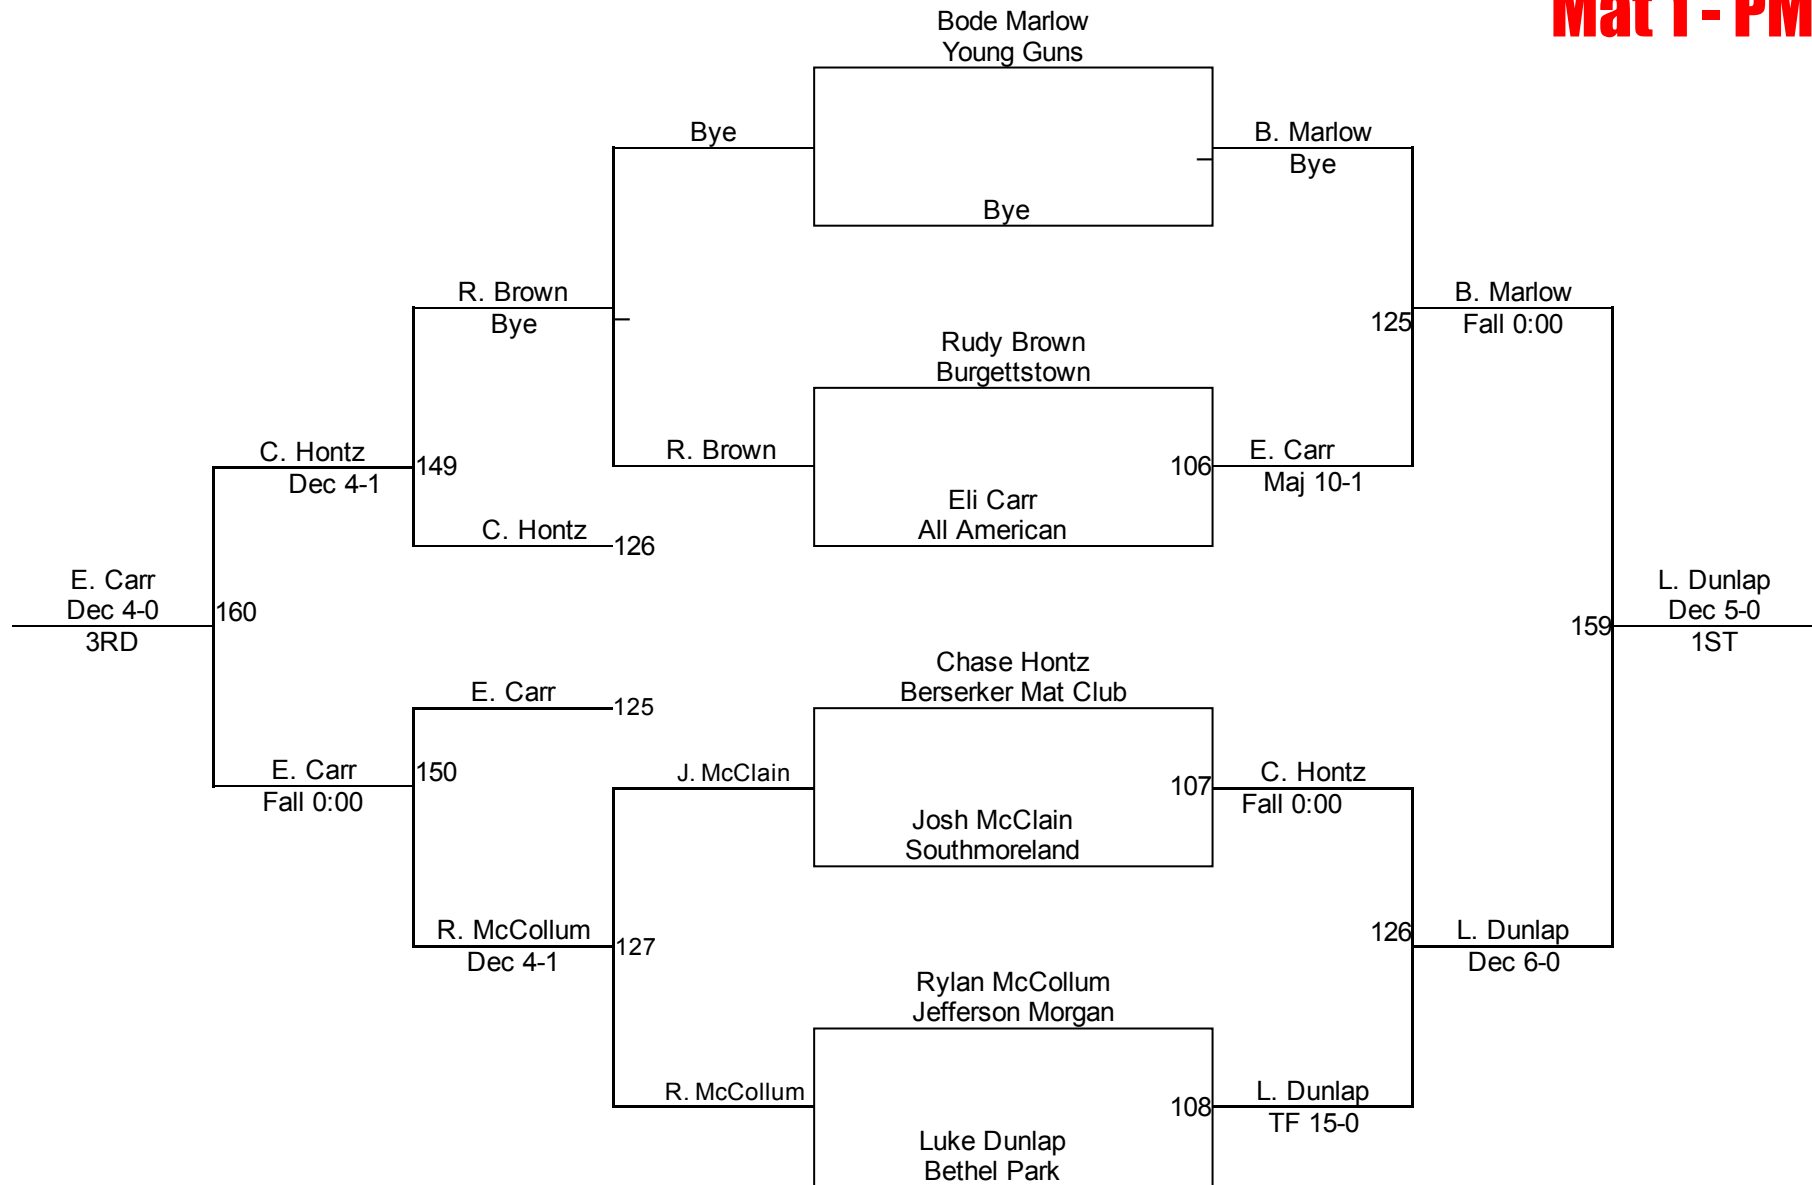 Mat 1 - PM
Bode Marlow
Young Guns
Bye
B. Marlow
Bye
Bye
R. Brown
Bye
B. Marlow
125
Fall 0:00
Rudy Brown
Burgettstown
C. Hontz
149
Dec 4-1
R. Brown
106
E. Carr
Maj 10-1
Eli Carr
All American
C. Hontz
126
E. Carr
Dec 4-0
160
3RD
L. Dunlap
Dec 5-0
159
1ST
Chase Hontz
Berserker Mat Club
E. Carr
125
E. Carr
150
Fall 0:00
J. McClain
107
C. Hontz
Fall 0:00
Josh McClain
Southmoreland
R. McCollum
127
Dec 4-1
126
L. Dunlap
Dec 6-0
Rylan McCollum
Jefferson Morgan
R. McCollum
108
L. Dunlap
TF 15-0
Luke Dunlap
Bethel Park